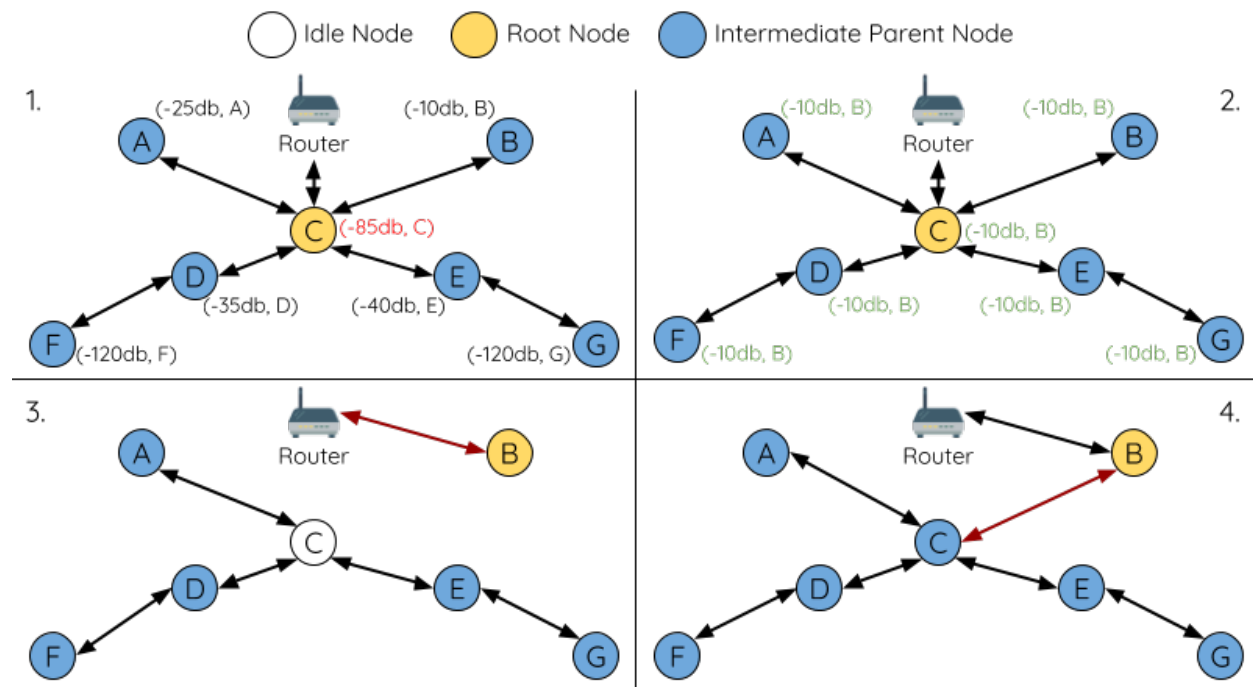 Idle Node
Root Node
Intermediate Parent Node
1.
(-25db, A)
(-10db, B)
A
Router
B
C
(-85db, C)
D
E
(-35db, D)
(-40db, E)
F
(-120db, F)
(-120db, G)
G
2.
(-10db, B)
(-10db, B)
A
Router
B
C
(-10db, B)
D
E
(-10db, B)
(-10db, B)
F
(-10db, B)
(-10db, B)
G
3.
A
Router
B
C
D
E
F
G
4.
A
Router
B
C
D
E
F
G